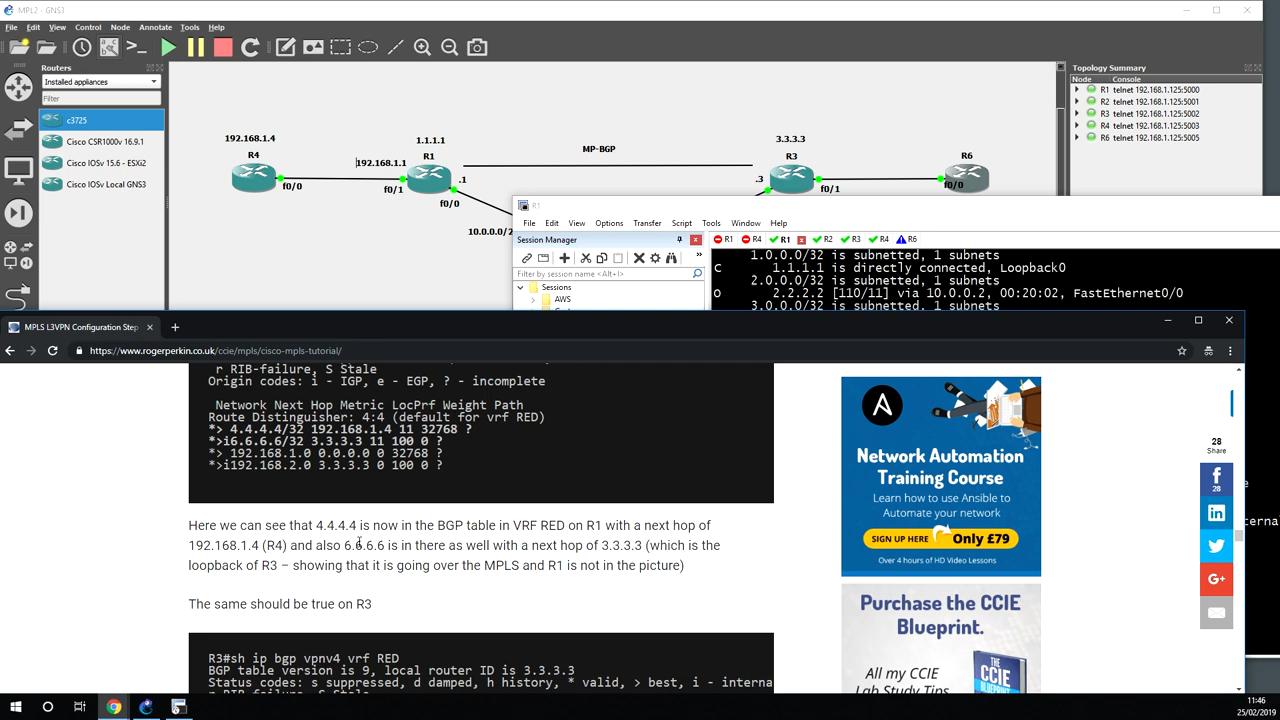 MPL2 - GNS3
File Edit View Control Node Annotate Tools Help
Routers
Installed appliances
Filter
c3725
Cisco CSR1000v 16.9.1
Cisco IOSv 15.6 - ESXi2
Cisco IOSv Local GNS3
192.168.1.4
R4
f0/0
192.168.1.1
f0/1
1.1.1.1
R1
.1
f0/0
10.0.0.0/2
MP-BGP
3.3.3.3
R3
.3
f0/1
R6
f0/0
Topology Summary
Node Console
R1 telnet 192.168.1.125:5000
R2 telnet 192.168.1.125:5001
R3 telnet 192.168.1.125:5002
R4 telnet 192.168.1.125:5003
R6 telnet 192.168.1.125:5005
R1
File Edit View Options Transfer Script Tools Window Help
Session Manager
Filter by session name <Alt+I>
Sessions
AWS
R1 R4 R1 R2 R3 R4 R6
1.0.0.0/32 is subnetted, 1 subnets
C 1.1.1.1 is directly connected, Loopback0
2.0.0.0/32 is subnetted, 1 subnets
O 2.2.2.2 [110/11] via 10.0.0.2, 00:20:02, FastEthernet0/0
3.0.0.0/32 is subnetted, 1 subnets
MPLS L3VPN Configuration Step
https://www.rogerperkin.co.uk/ccie/mpls/cisco-mpls-tutorial/
r RIB-failure, S Stale
Origin codes: i - IGP, e - EGP, ? - incomplete
Network Next Hop Metric LocPrf Weight Path
Route Distinguisher: 4:4 (default for vrf RED)
*> 4.4.4.4/32 192.168.1.4 11 32768 ?
*>i6.6.6.6/32 3.3.3.3 11 100 0 ?
*> 192.168.1.0 0.0.0.0 0 32768 ?
*>i192.168.2.0 3.3.3.3 0 100 0 ?
Here we can see that 4.4.4.4 is now in the BGP table in VRF RED on R1 with a next hop of
192.168.1.4 (R4) and also 6.6.6.6 is in there as well with a next hop of 3.3.3.3 (which is the
loopback of R3 – showing that it is going over the MPLS and R1 is not in the picture)
The same should be true on R3
R3#sh ip bgp vpnv4 vrf RED
BGP table version is 9, local router ID is 3.3.3.3
Status codes: s suppressed, d damped, h history, * valid, > best, i - interna
r RIB-failure, S Stale
A
Network Automation
Training Course
Learn how to use Ansible to
Automate your network
SIGN UP HERE Only £79
Over 4 hours of HD Video Lessons
Purchase the CCIE
Blueprint.
All my CCIE
Lab Study Tips
THE CCIE
BLUEPRINT
28
Share
28
11:46
25/02/2019